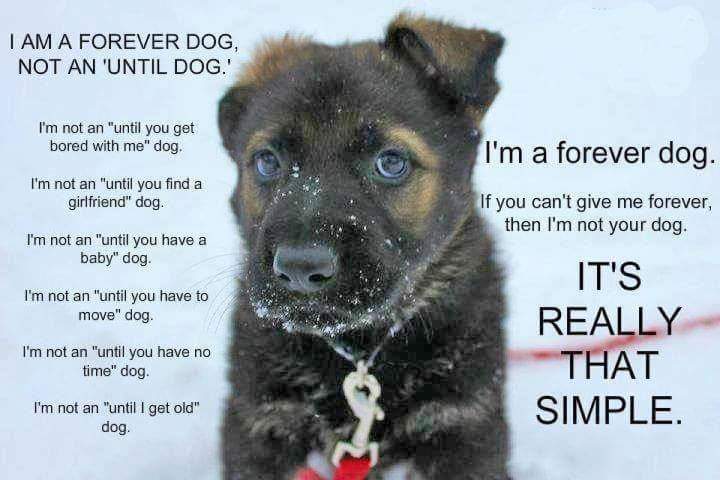 I AM A FOREVER DOG,
NOT AN 'UNTIL DOG.'
I'm not an "until you get
bored with me" dog.
I'm not an "until you find a
girlfriend" dog.
I'm not an "until you have a
baby" dog.
I'm not an "until you have to
move" dog.
I'm not an "until you have no
time" dog.
I'm not an "until I get old"
dog.
I'm a forever dog.
If you can't give me forever,
then I'm not your dog.
IT'S
REALLY
THAT
SIMPLE.